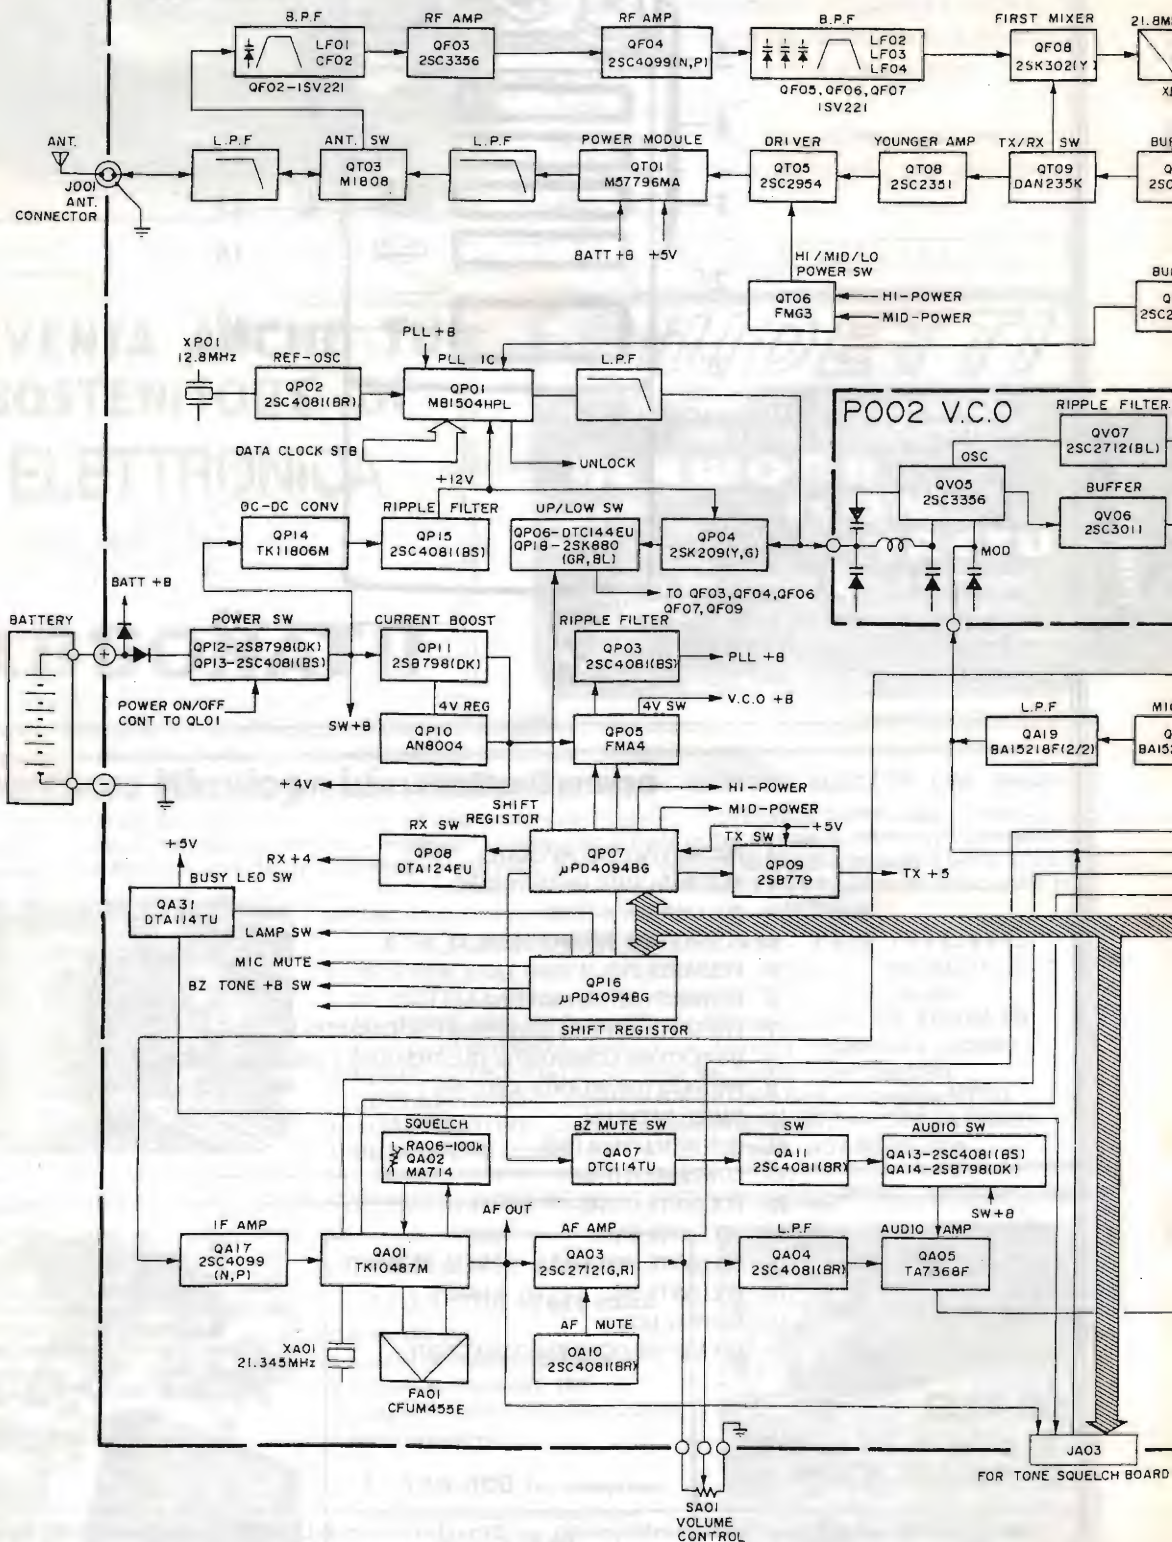 B.P.F
LF01
CF02
QF02-1SV221
RF AMP
QF03
2SC3356
RF AMP
QF04
2SC4099(N,P)
B.P.F
LF02
LF03
LF04
QF05, QF06, QF07
1SV221
FIRST MIXER
QF08
2SK302(Y)
21.8M
ANT.
J001
ANT.
CONNECTOR
L.P.F
ANT. SW
QT03
M1808
L.P.F
POWER MODULE
QT01
M57796MA
BATT +B +5V
DRIVER
QT05
2SC2954
YOUNGER AMP
QT08
2SC2351
TX/RX SW
QT09
DAN235K
HI/MID/LO
POWER SW
QT06
FMG3
HI-POWER
MID-POWER
XP01
12.8MHz
REF-OSC
QP02
2SC4081(BR)
PLL +B
PLL IC
QP01
MB1504HPL
L.P.F
DATA CLOCK STB
UNLOCK
+12V
DC-DC CONV
QP14
TK11806M
RIPPLE FILTER
QP15
2SC4081(BS)
UP/LOW SW
QP06-DTC144EU
QP18-2SK880
(GR,BL)
QP04
2SK209(Y,G)
TO QF03, QF04, QF06
QF07, QF09
P002 V.C.O
OSC
QV05
2SC3356
RIPPLE FILTER
QV07
2SC2712(BL)
BUFFER
QV06
2SC3011
MOD
BATT +B
BATTERY
POWER SW
QP12-2SB798(DK)
QP13-2SC4081(BS)
POWER ON/OFF
CONT TO QL01
SW+B
CURRENT BOOST
QP11
2SB798(DK)
4V REG
QP10
AN8004
+4V
RIPPLE FILTER
QP03
2SC4081(BS)
PLL +B
4V SW
QP05
FMA4
V.C.O +B
L.P.F
QA19
BA15218F(2/2)
HI-POWER
MID-POWER
SHIFT
REGISTOR
QP07
μPD4094BG
RX SW
QP08
DTA124EU
RX +4
TX SW
+5V
QP09
2SB779
TX +5
+5V
BUSY LED SW
QA31
DTA114TU
LAMP SW
MIC MUTE
BZ TONE +B SW
QP16
μPD4094BG
SHIFT REGISTOR
SQUELCH
RA06-100k
QA02
MA714
BZ MUTE SW
QA07
DTC114TU
SW
QA11
2SC4081(BR)
AUDIO SW
QA13-2SC4081(BS)
QA14-2SB798(DK)
SW+B
IF AMP
QA17
2SC4099
(N,P)
QA01
TK10487M
AF OUT
AF AMP
QA03
2SC2712(G,R)
L.P.F
QA04
2SC4081(BR)
AUDIO AMP
QA05
TA7368F
AF MUTE
QA10
2SC4081(BR)
XA01
21.345MHz
FA01
CFUM455E
SA01
VOLUME
CONTROL
JA03
FOR TONE SQUELCH BOARD